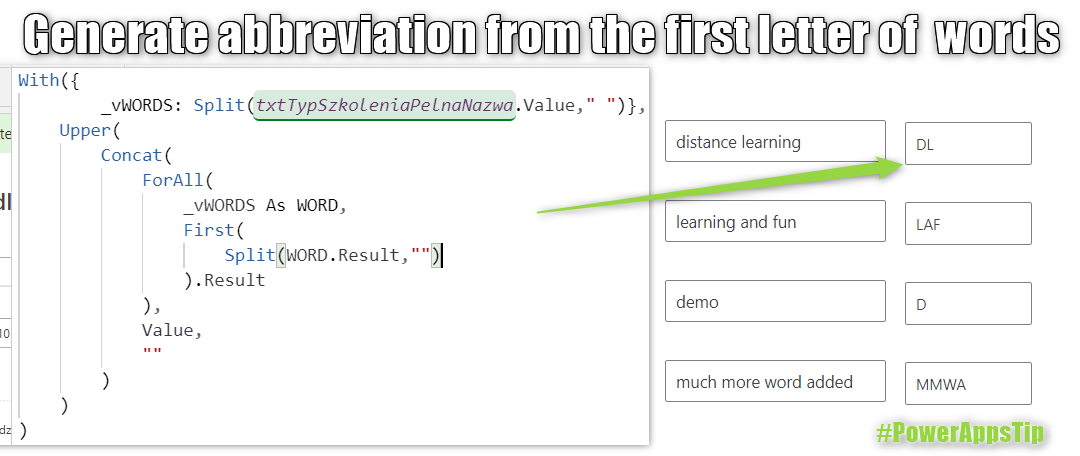 Generate abbreviation from the first letter of words
With({
_vWORDS: Split(txtTypSzkoleniaPelnaNazwa.Value," ")},
Upper(
Concat(
ForAll(
_vWORDS As WORD,
First(
Split(WORD.Result,"")
).Result
),
Value,
""
)
)
)
distance learning
DL
learning and fun
LAF
demo
D
much more word added
MMWA
#PowerAppsTip